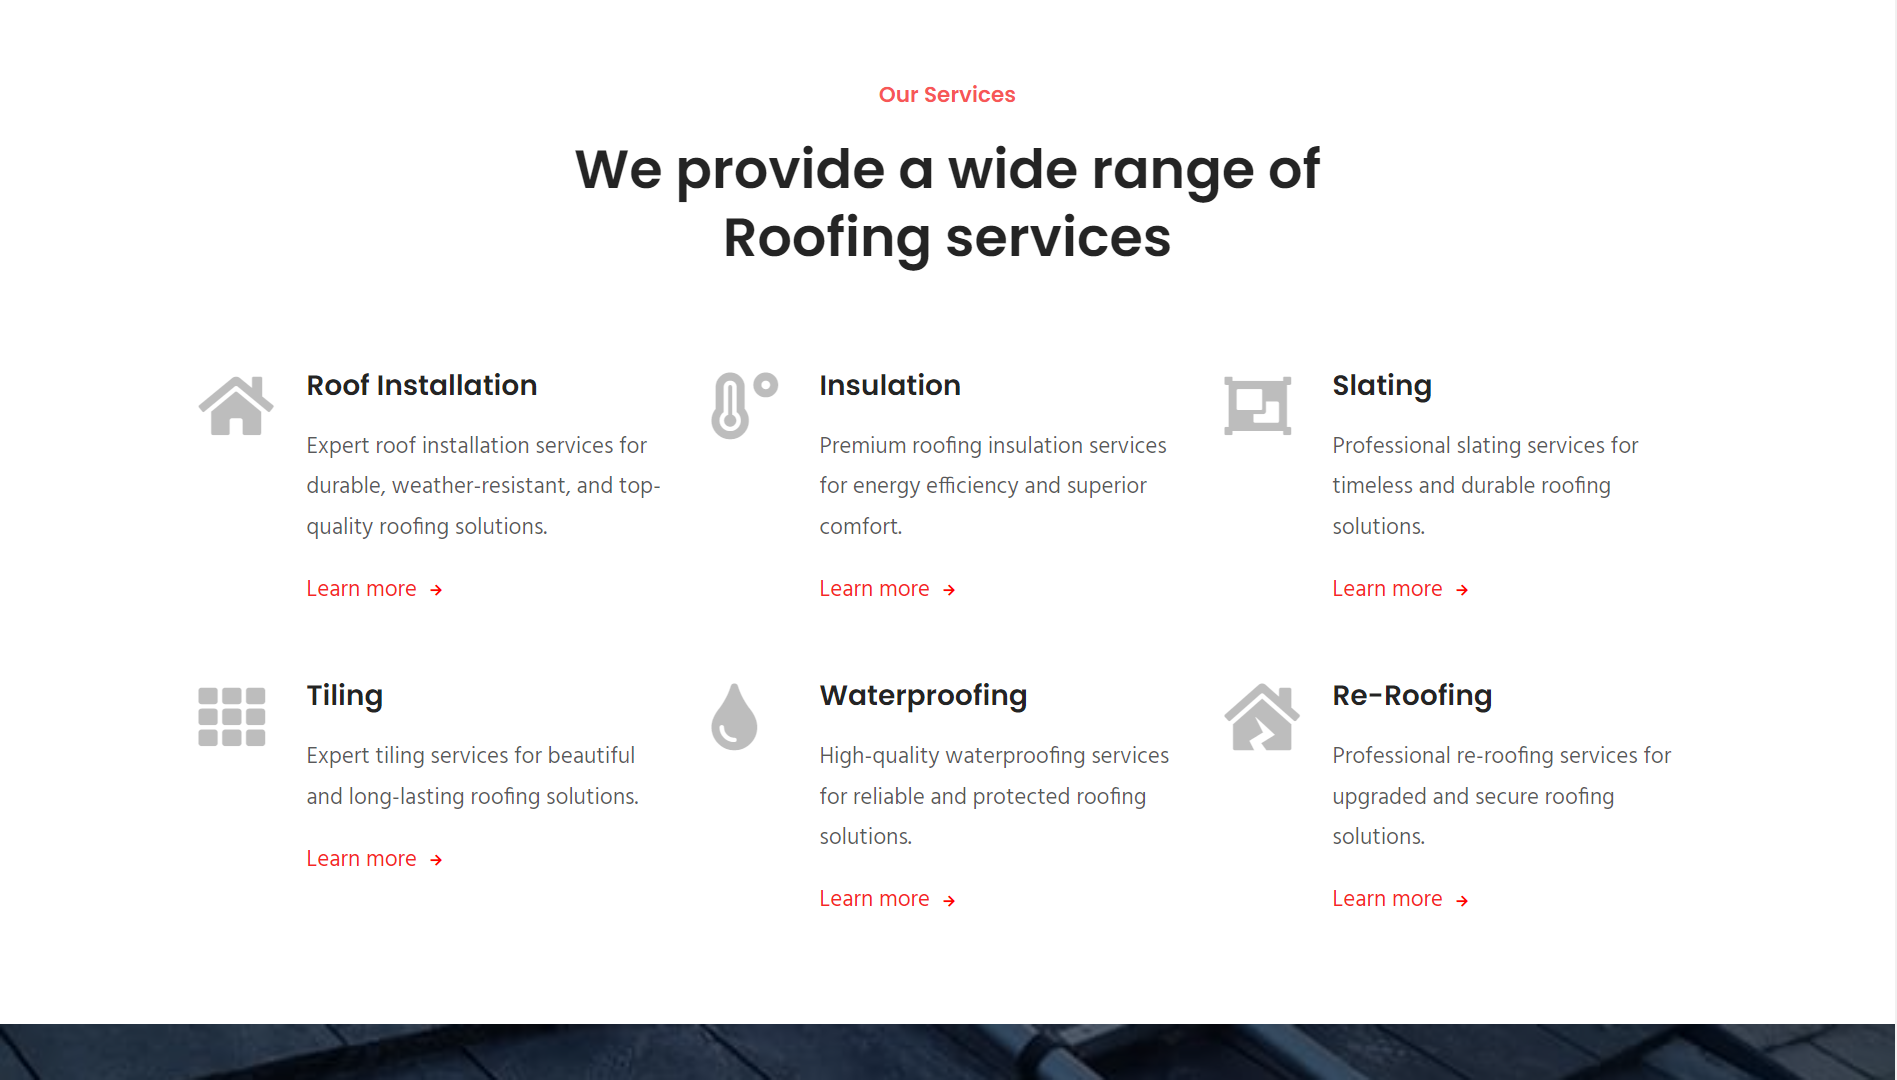 Our Services
We provide a wide range of
Roofing services
Roof Installation
Expert roof installation services for
durable, weather-resistant, and top-
quality roofing solutions.
Learn more →
Insulation
Premium roofing insulation services
for energy efficiency and superior
comfort.
Learn more →
Slating
Professional slating services for
timeless and durable roofing
solutions.
Learn more →
Tiling
Expert tiling services for beautiful
and long-lasting roofing solutions.
Learn more →
Waterproofing
High-quality waterproofing services
for reliable and protected roofing
solutions.
Learn more →
Re-Roofing
Professional re-roofing services for
upgraded and secure roofing
solutions.
Learn more →